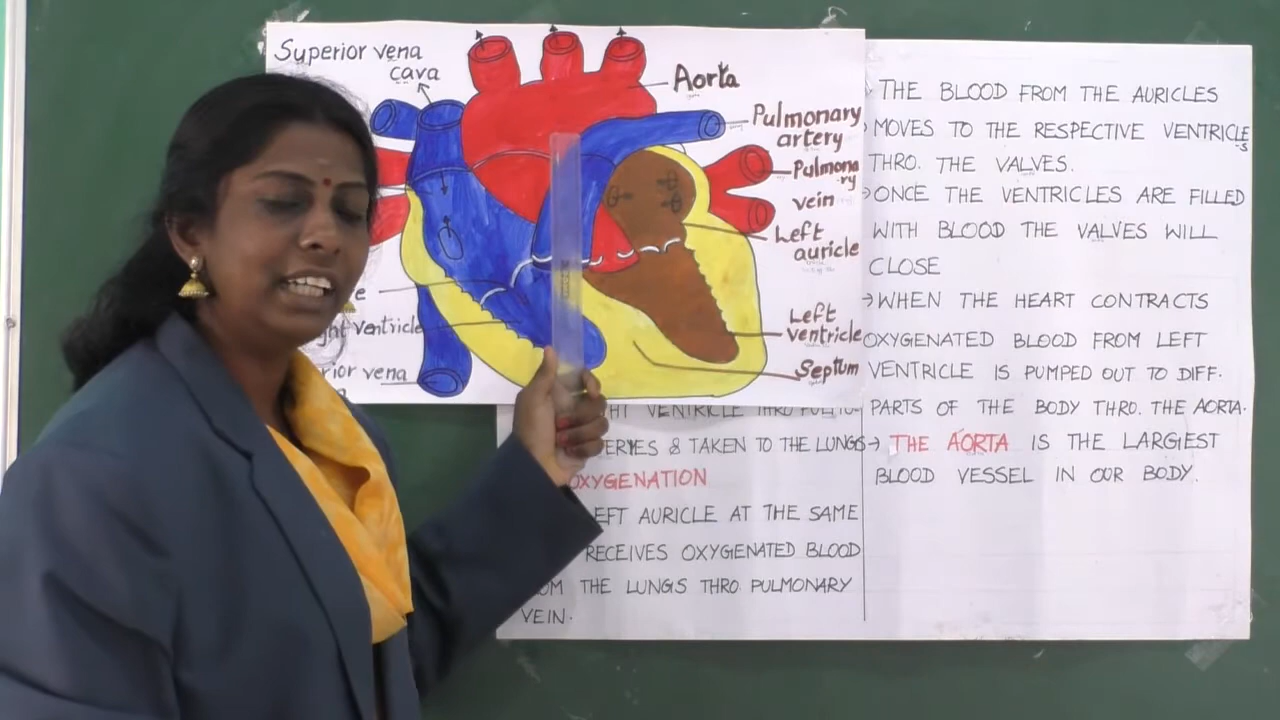 Superior vena
cava
Aorta
Pulmonary
artery
Pulmona
ry
vein
Left
auricle
Left
ventricle
Septum
ventricle
vena
VENTRICLE THRO
& TAKEN TO THE LUNGS
OXYGENATION
AURICLE AT THE SAME
RECEIVES OXYGENATED BLOOD
THE LUNGS THRO. PULMONARY
VEIN.
→ THE BLOOD FROM THE AURICLES
MOVES TO THE RESPECTIVE VENTRICLE
-S
THRO. THE VALVES.
→ ONCE THE VENTRICLES ARE FILLED
WITH BLOOD THE VALVES WILL
CLOSE
→ WHEN THE HEART CONTRACTS
OXYGENATED BLOOD FROM LEFT
VENTRICLE IS PUMPED OUT TO DIFF.
PARTS OF THE BODY THRO. THE AORTA.
→ THE AORTA IS THE LARGEST
BLOOD VESSEL IN OUR BODY.